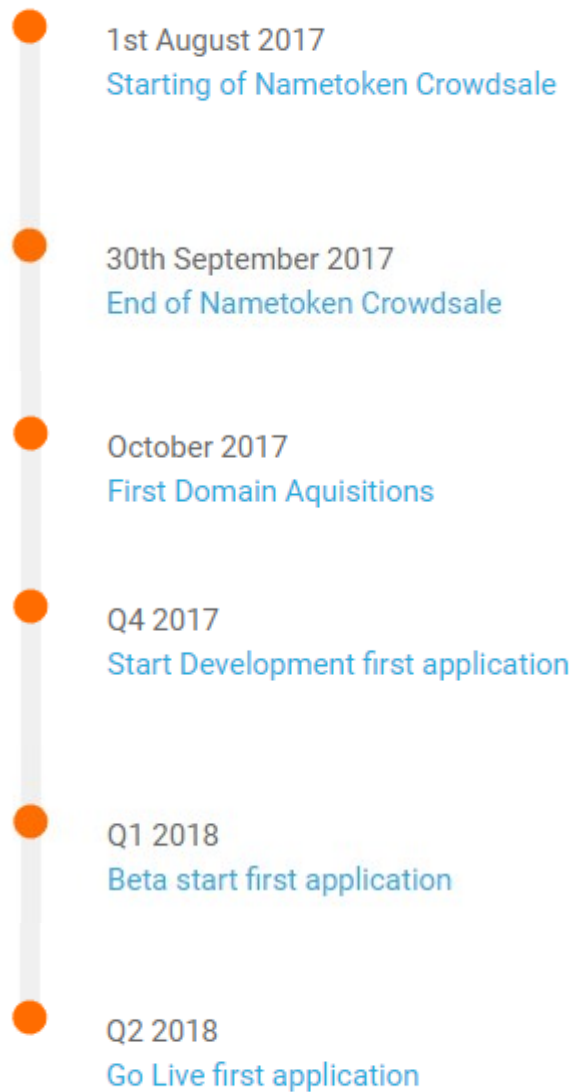 1st August 2017
Starting of Nametoken Crowdsale
30th September 2017
End of Nametoken Crowdsale
October 2017
First Domain Aquisitions
Q4 2017
Start Development first application
Q1 2018
Beta start first application
Q2 2018
Go Live first application